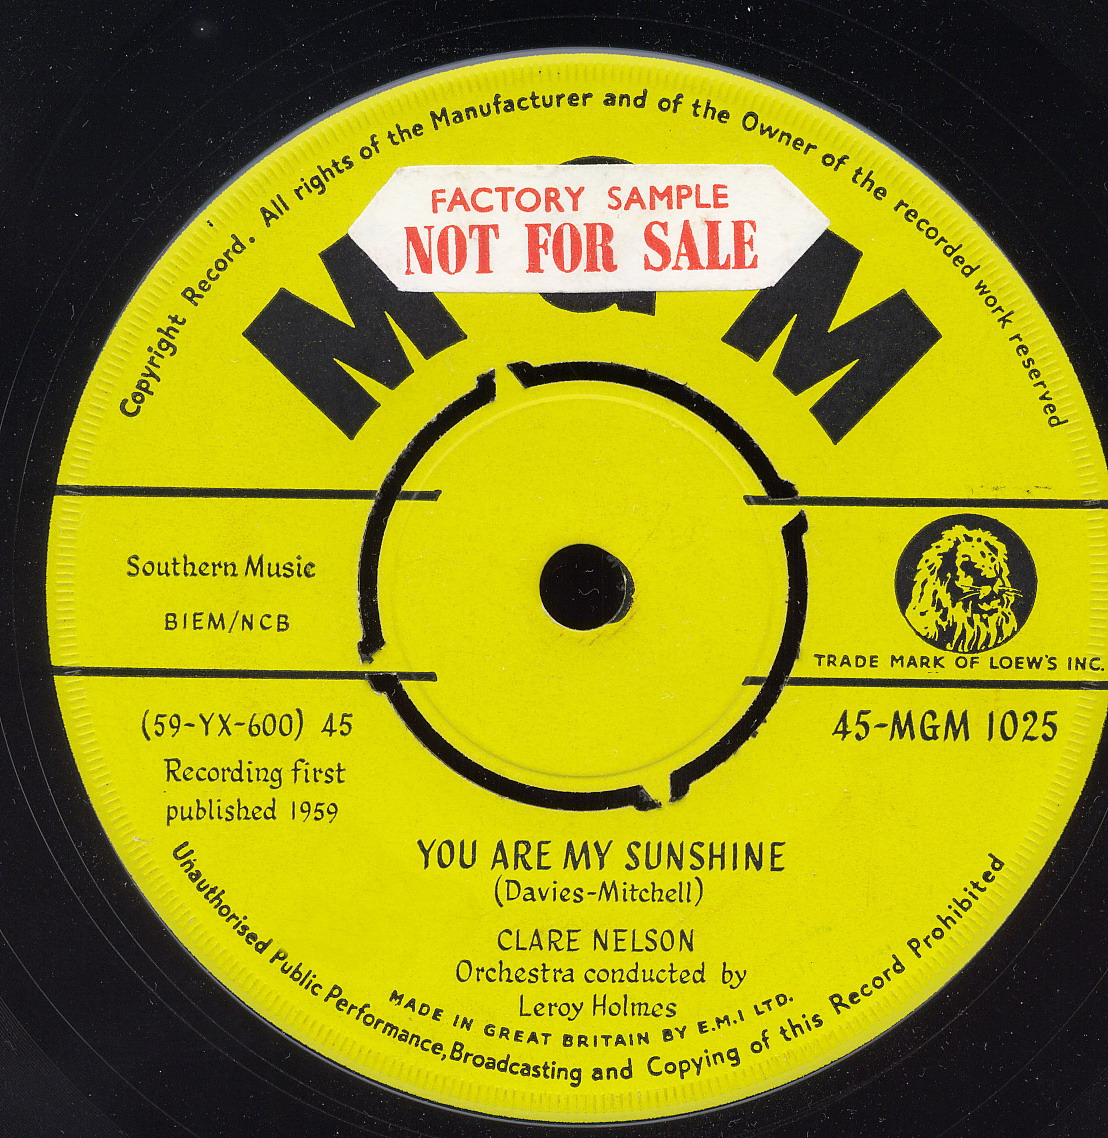 Copyright Record. All rights of the Manufacturer and of the Owner of the recorded work reserved
FACTORY SAMPLE
NOT FOR SALE
MGM
Southern Music
BIEM/NCB
TRADE MARK OF LOEW'S INC.
(59-YX-600) 45
45-MGM 1025
Recording first
published 1959
YOU ARE MY SUNSHINE
(Davies-Mitchell)
CLARE NELSON
Orchestra conducted by
Leroy Holmes
MADE IN GREAT BRITAIN BY E.M.I LTD.
Unauthorised Public Performance, Broadcasting and Copying of this Record Prohibited